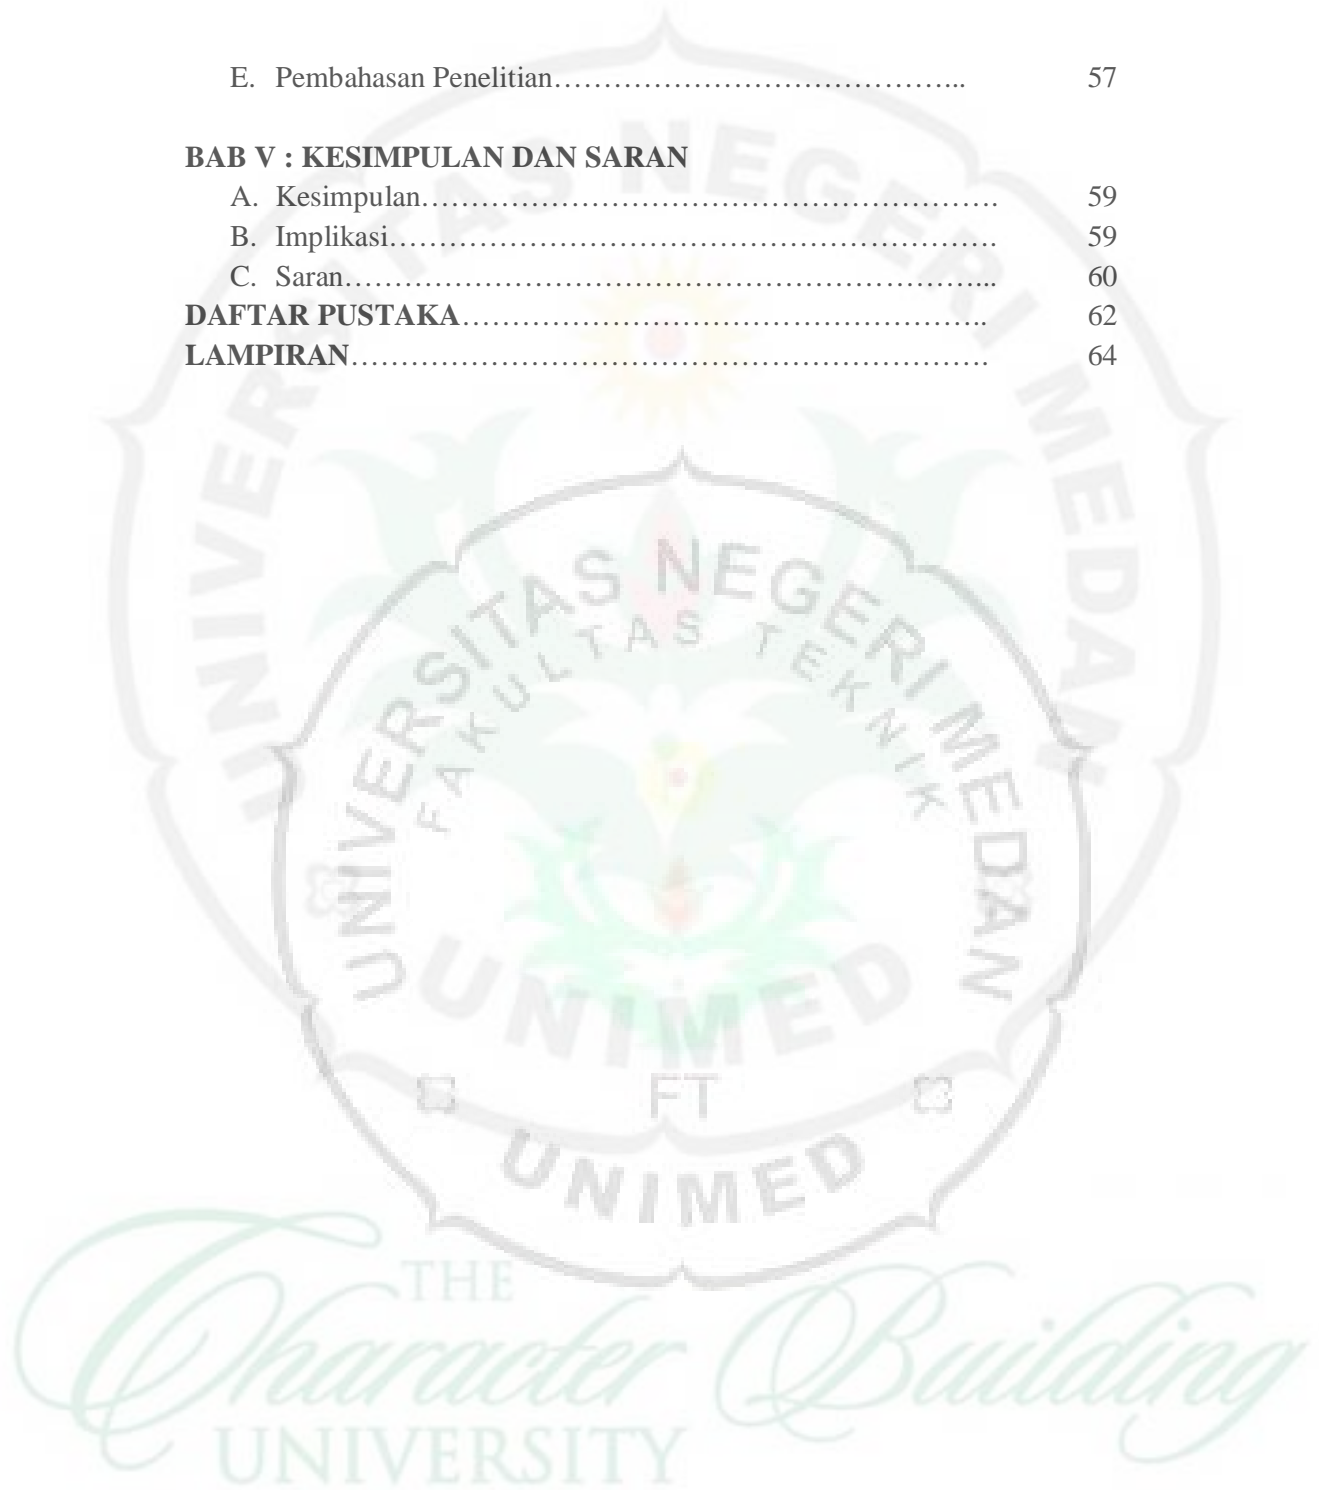 E. Pembahasan Penelitian…………………………………... 57
BAB V : KESIMPULAN DAN SARAN
A. Kesimpulan…………………………………………………. 59
B. Implikasi……………………………………………………. 59
C. Saran………………………………………………………... 60
DAFTAR PUSTAKA…………………………………………….. 62
LAMPIRAN………………………………………………………. 64
UNIVERSITAS NEGERI MEDAN
UNIMED
UNIVERSITAS NEGERI MEDAN
FAKULTAS TEKNIK
FT
UNIMED
THE
Character Building
UNIVERSITY